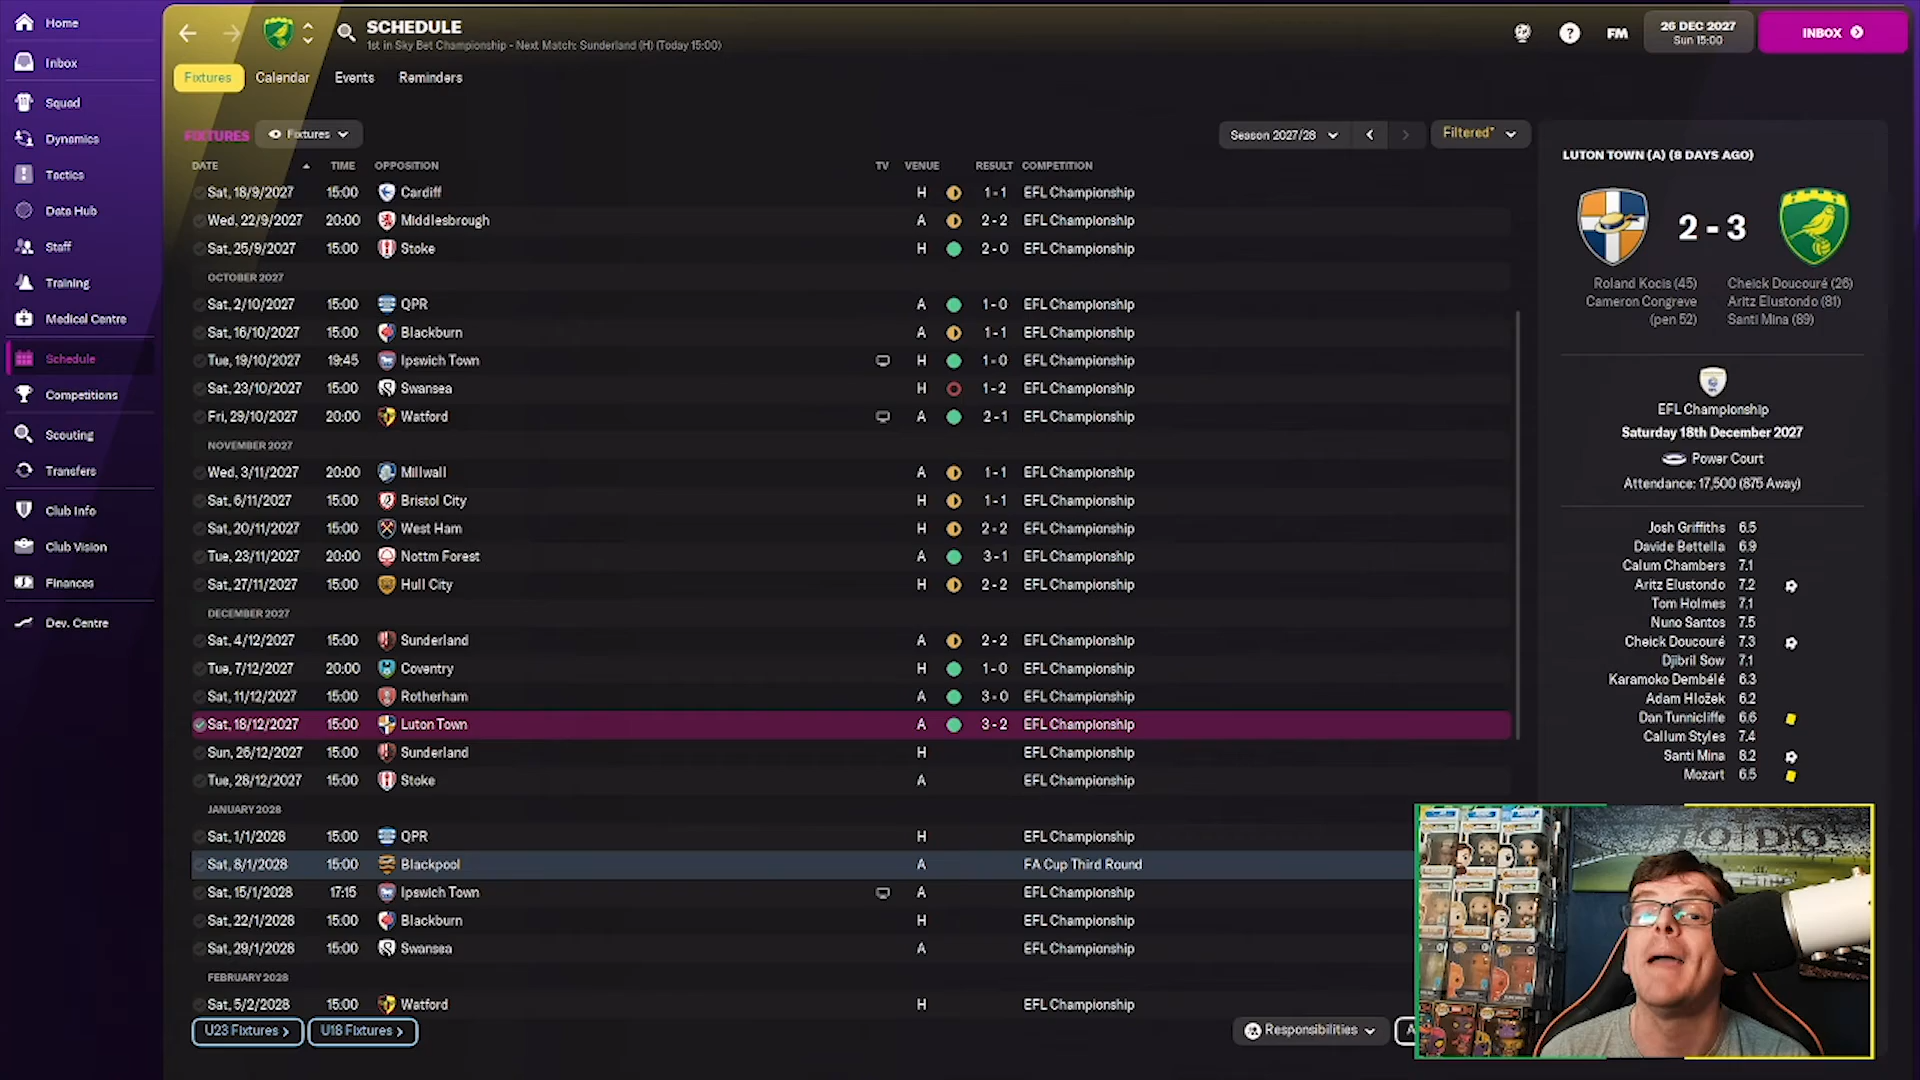 Home
Inbox
Squad
Dynamics
Tactics
Data Hub
Staff
Training
Medical Centre
Schedule
Competitions
Scouting
Transfers
Club Info
Club Vision
Finances
Dev. Centre
SCHEDULE
1st in Sky Bet Championship - Next Match: Sunderland (H) (Today 15:00)
? FM
26 DEC 2027
Sun 15:00
INBOX
Fixtures Calendar Events Reminders
FIXTURES Fixtures
Season 2027/28 Filtered*
DATE TIME OPPOSITION TV VENUE RESULT COMPETITION
Sat, 18/9/2027 15:00 Cardiff H 1 - 1 EFL Championship
Wed, 22/9/2027 20:00 Middlesbrough A 2 - 2 EFL Championship
Sat, 25/9/2027 15:00 Stoke H 2 - 0 EFL Championship
OCTOBER 2027
Sat, 2/10/2027 15:00 QPR A 1 - 0 EFL Championship
Sat, 16/10/2027 15:00 Blackburn A 1 - 1 EFL Championship
Tue, 19/10/2027 19:45 Ipswich Town H 1 - 0 EFL Championship
Sat, 23/10/2027 15:00 Swansea H 1 - 2 EFL Championship
Fri, 29/10/2027 20:00 Watford A 2 - 1 EFL Championship
NOVEMBER 2027
Wed, 3/11/2027 20:00 Millwall A 1 - 1 EFL Championship
Sat, 6/11/2027 15:00 Bristol City H 1 - 1 EFL Championship
Sat, 20/11/2027 15:00 West Ham H 2 - 2 EFL Championship
Tue, 23/11/2027 20:00 Nottm Forest A 3 - 1 EFL Championship
Sat, 27/11/2027 15:00 Hull City H 2 - 2 EFL Championship
DECEMBER 2027
Sat, 4/12/2027 15:00 Sunderland A 2 - 2 EFL Championship
Tue, 7/12/2027 20:00 Coventry H 1 - 0 EFL Championship
Sat, 11/12/2027 15:00 Rotherham A 3 - 0 EFL Championship
Sat, 18/12/2027 15:00 Luton Town A 3 - 2 EFL Championship
Sun, 26/12/2027 15:00 Sunderland H EFL Championship
Tue, 28/12/2027 15:00 Stoke A EFL Championship
JANUARY 2028
Sat, 1/1/2028 15:00 QPR H EFL Championship
Sat, 8/1/2028 15:00 Blackpool A FA Cup Third Round
Sat, 15/1/2028 17:15 Ipswich Town A EFL Championship
Sat, 22/1/2028 15:00 Blackburn H EFL Championship
Sat, 29/1/2028 15:00 Swansea A EFL Championship
FEBRUARY 2028
Sat, 5/2/2028 15:00 Watford H EFL Championship
U23 Fixtures U18 Fixtures
Responsibilities
LUTON TOWN (A) (8 DAYS AGO)
2 - 3
Roland Kocis (45) Cheick Doucouré (26)
Cameron Congreve Aritz Elustondo (81)
(pen 52) Santi Mina (89)
EFL Championship
Saturday 18th December 2027
Power Court
Attendance: 17,500 (875 Away)
Josh Griffiths 6.5
Davide Bettella 6.9
Calum Chambers 7.1
Aritz Elustondo 7.2
Tom Holmes 7.1
Nuno Santos 7.5
Cheick Doucouré 7.3
Djibril Sow 7.1
Karamoko Dembélé 6.3
Adam Hložek 6.2
Dan Tunnicliffe 6.6
Callum Styles 7.4
Santi Mina 8.2
Mozart 6.5